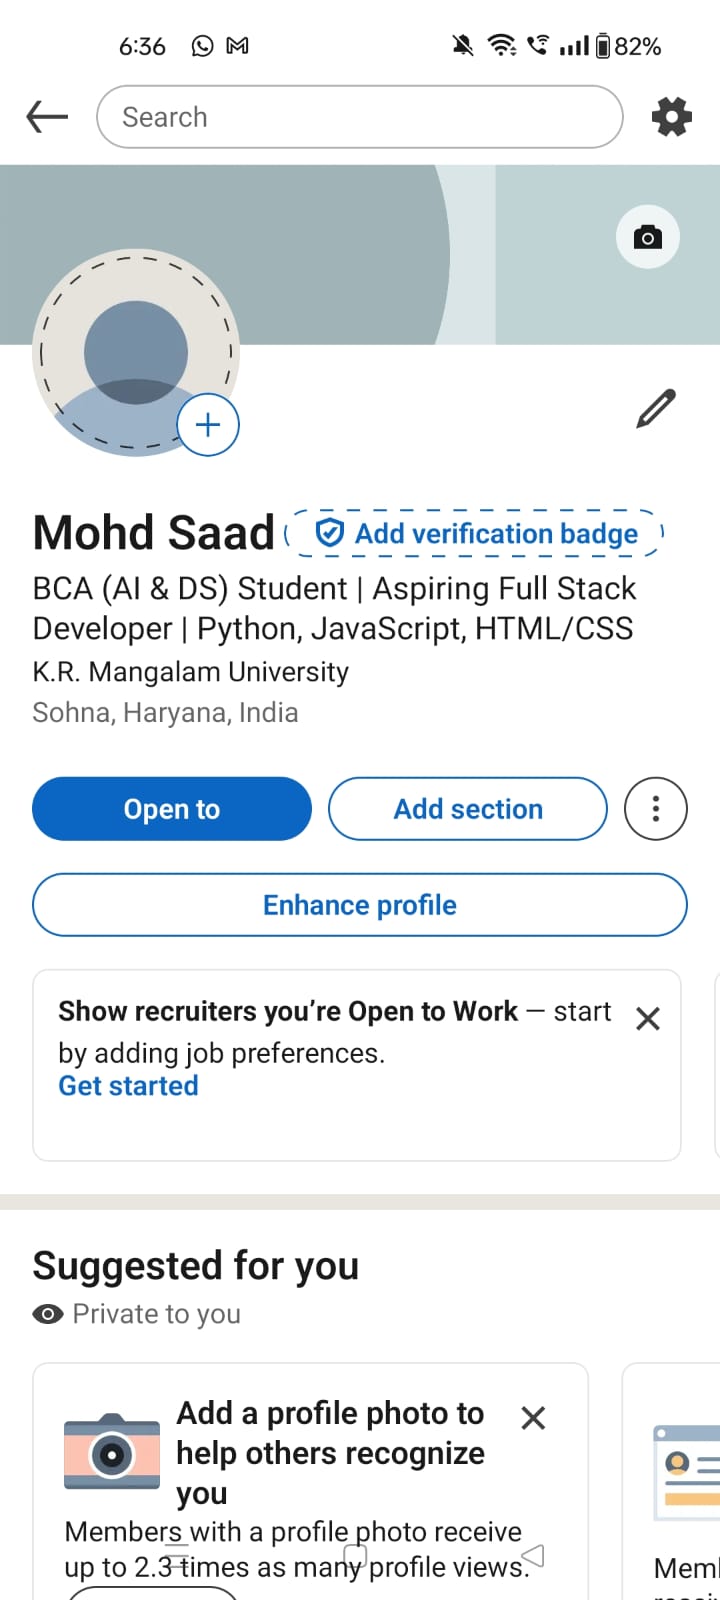 6:36
82%
Search
Mohd Saad
Add verification badge
BCA (AI & DS) Student | Aspiring Full Stack
Developer | Python, JavaScript, HTML/CSS
K.R. Mangalam University
Sohna, Haryana, India
Open to
Add section
Enhance profile
Show recruiters you’re Open to Work – start
by adding job preferences.
Get started
Suggested for you
Private to you
Add a profile photo to
help others recognize
you
Members with a profile photo receive
up to 2.3 times as many profile views.